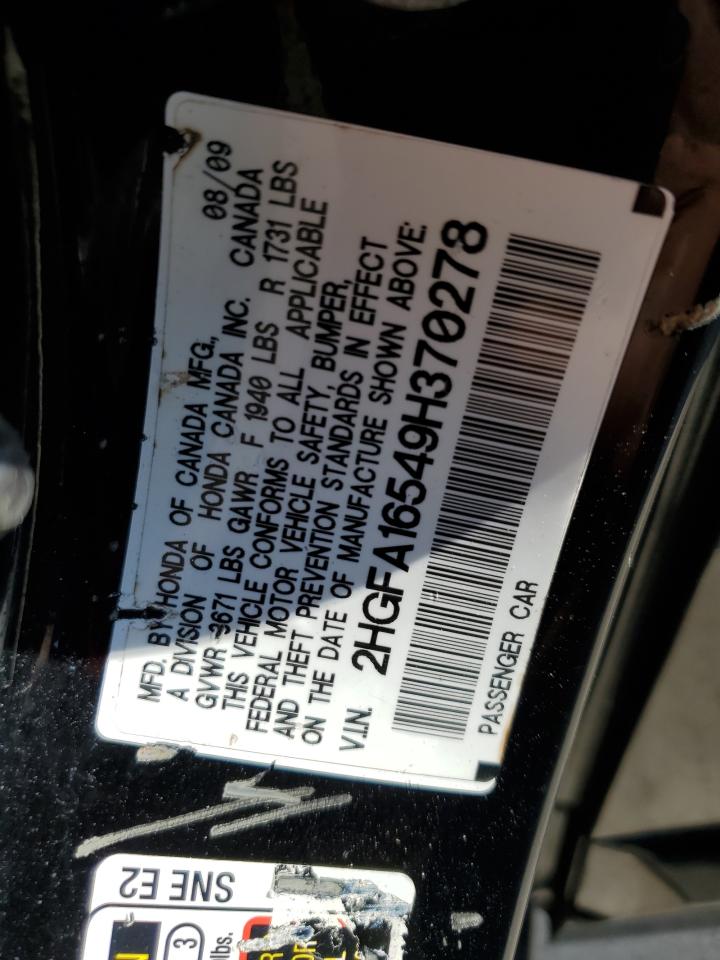 MFD. BY HONDA OF CANADA MFG., 08/09
A DIVISION OF HONDA CANADA INC. CANADA
GVWR 3671 LBS GAWR F 1940 LBS R 1731 LBS
THIS VEHICLE CONFORMS TO ALL APPLICABLE
FEDERAL MOTOR VEHICLE SAFETY, BUMPER,
AND THEFT PREVENTION STANDARDS IN EFFECT
ON THE DATE OF MANUFACTURE SHOWN ABOVE:
V.I.N. 2HGFA16549H370278
PASSENGER CAR
SNE E2
3
lbs.